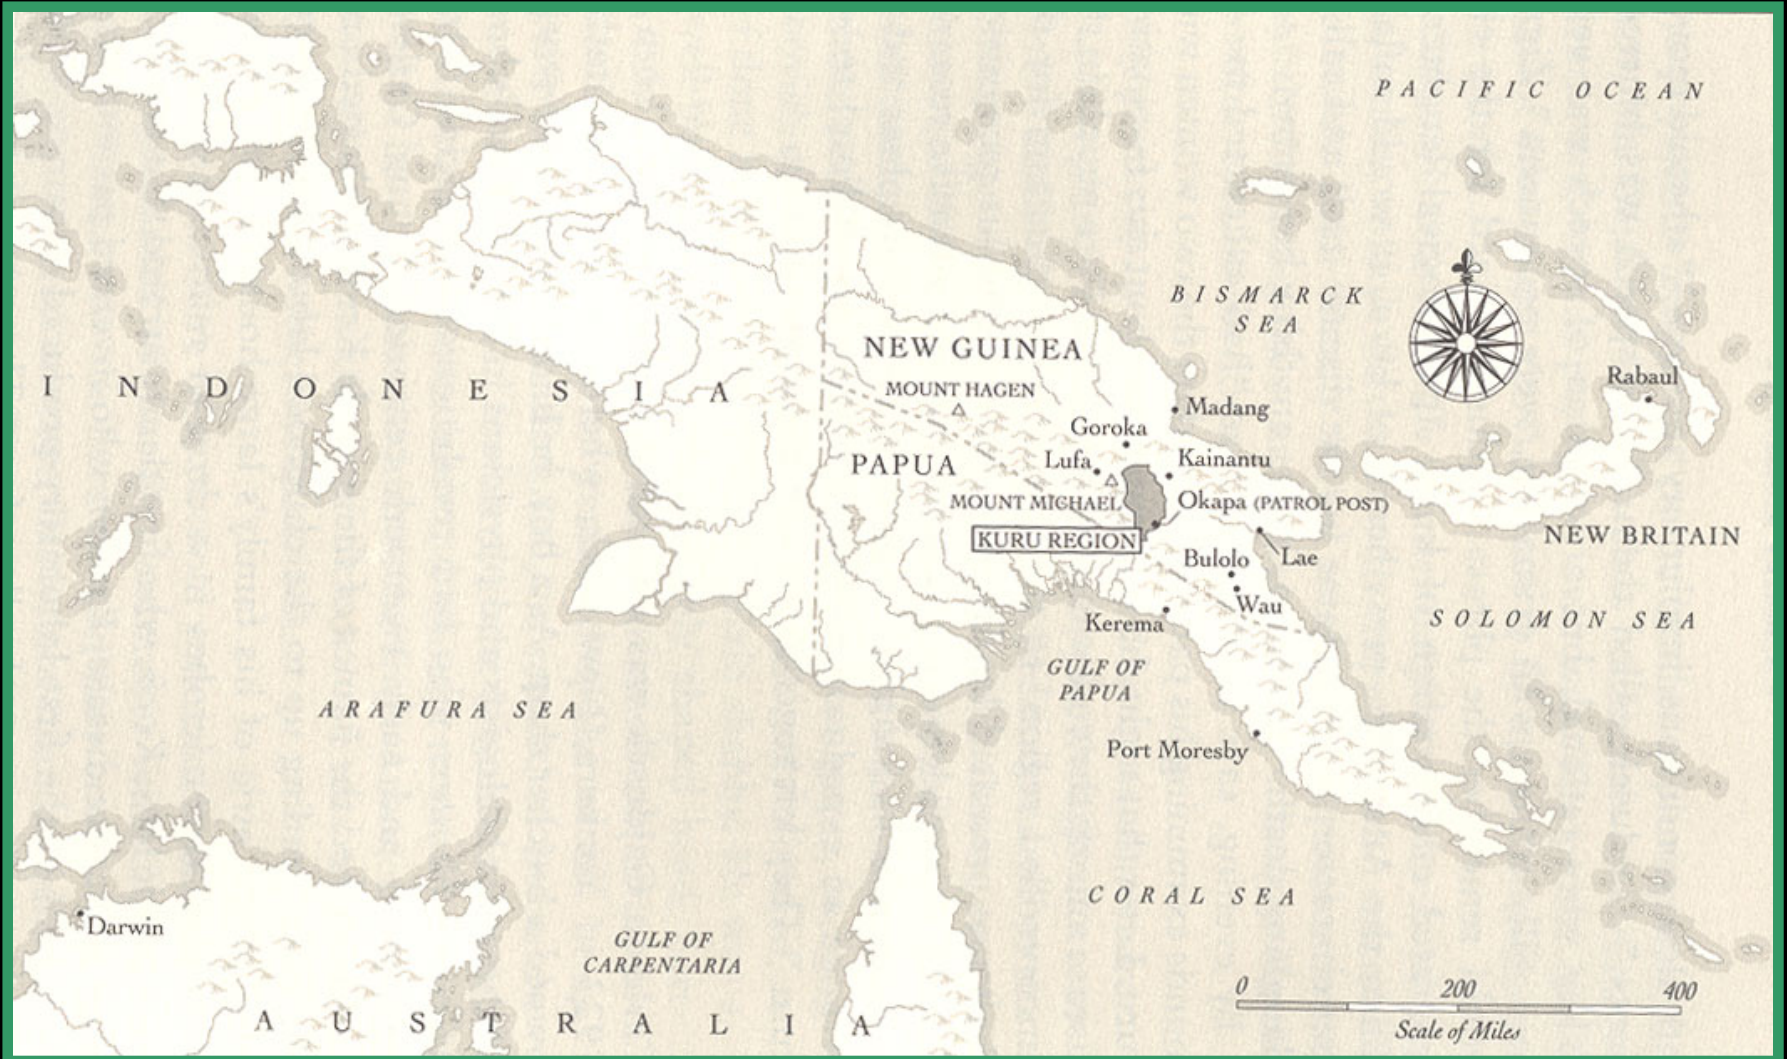 PACIFIC OCEAN
BISMARCK
SEA
NEW GUINEA
MOUNT HAGEN
INDONESIA
Rabaul
Madang
Goroka
Lufa
Kainantu
PAPUA
MOUNT MICHAEL
Okapa (PATROL POST)
KURU REGION
NEW BRITAIN
Bulolo
Lae
Wau
Kerema
SOLOMON SEA
GULF OF
PAPUA
ARAFURA SEA
Port Moresby
CORAL SEA
Darwin
GULF OF
CARPENTARIA
AUSTRALIA
0 200 400
Scale of Miles